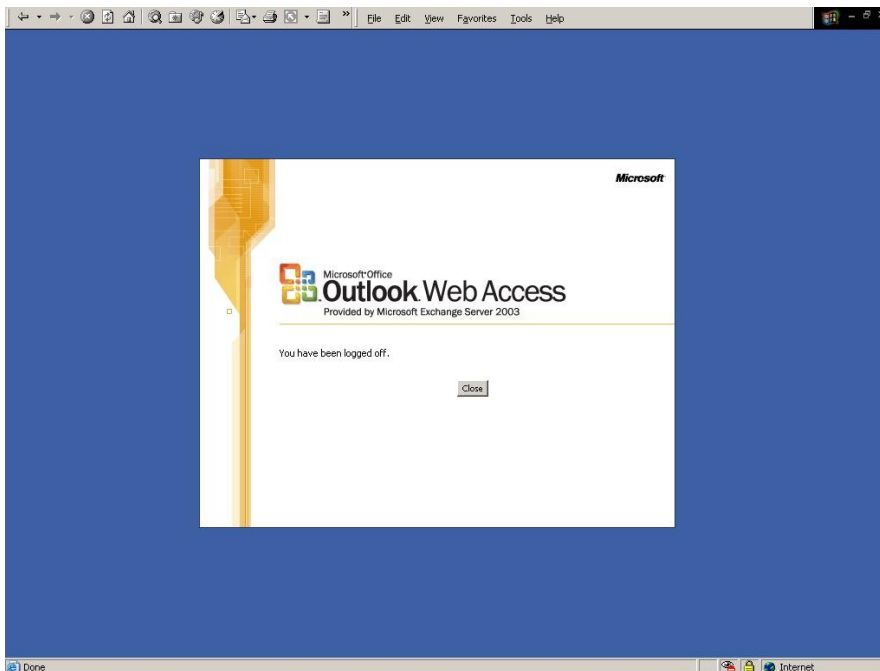 File Edit View Favorites Tools Help
Microsoft
Microsoft Office
Outlook Web Access
Provided by Microsoft Exchange Server 2003
You have been logged off.
Close
Done
Internet